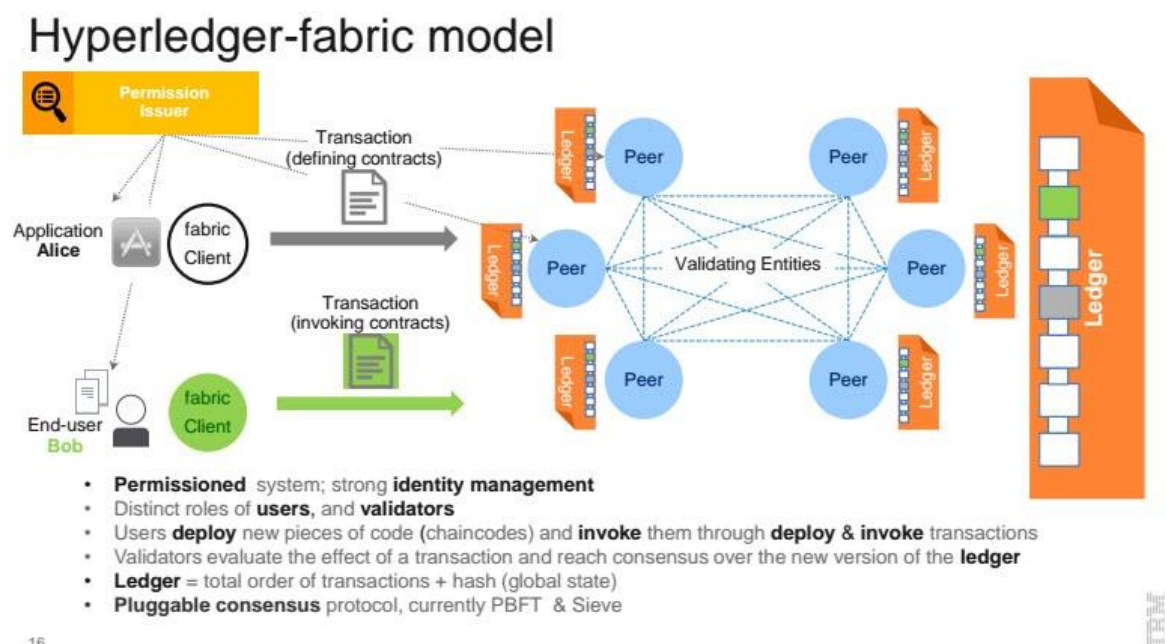 Hyperledger-fabric model
Permission
Issuer
Transaction
(defining contracts)
Application
Alice
fabric
Client
Transaction
(invoking contracts)
End-user
Bob
fabric
Client
Ledger
Peer
Peer
Ledger
Ledger
Peer
Validating Entities
Peer
Ledger
Ledger
Peer
Peer
Ledger
Ledger
• Permissioned system; strong identity management
• Distinct roles of users, and validators
• Users deploy new pieces of code (chaincodes) and invoke them through deploy & invoke transactions
• Validators evaluate the effect of a transaction and reach consensus over the new version of the ledger
• Ledger = total order of transactions + hash (global state)
• Pluggable consensus protocol, currently PBFT & Sieve
16
IBM